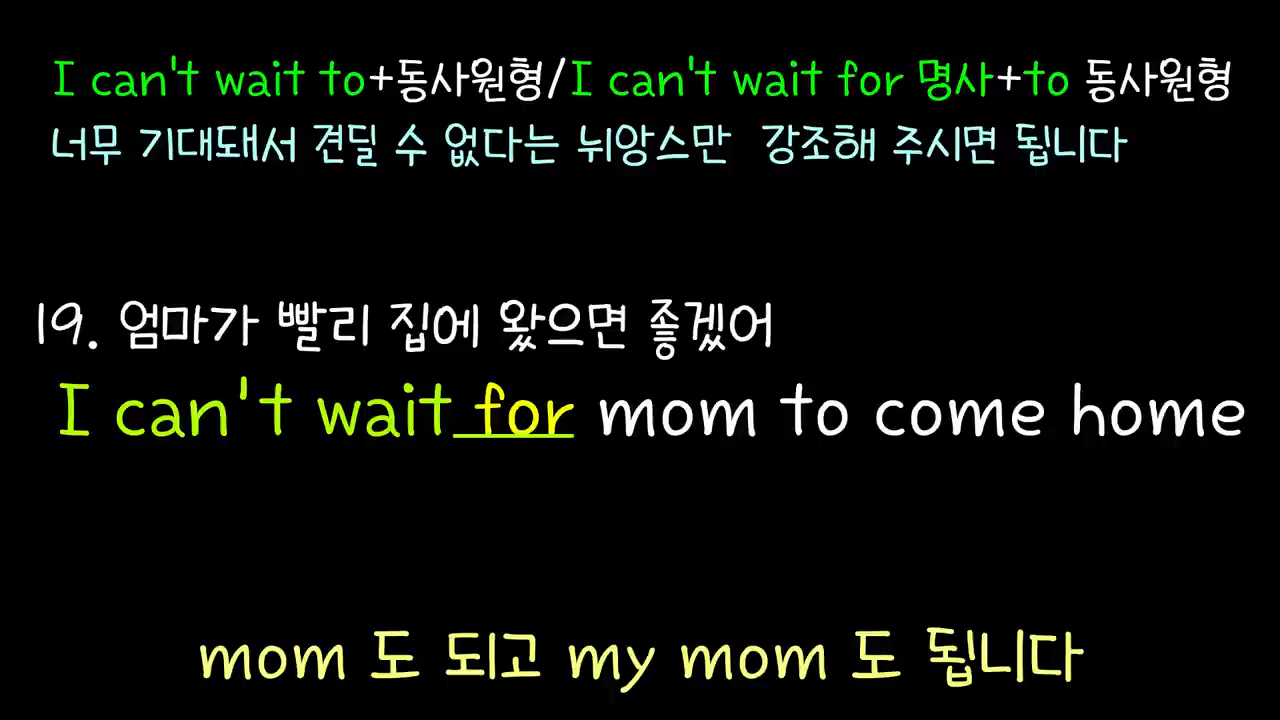 I can't wait to+동사원형/I can't wait for 명사+to 동사원형
너무 기대돼서 견딜 수 없다는 뉘앙스만 강조해 주시면 됩니다
19. 엄마가 빨리 집에 왔으면 좋겠어
I can't wait for mom to come home
mom 도 되고 my mom 도 됩니다